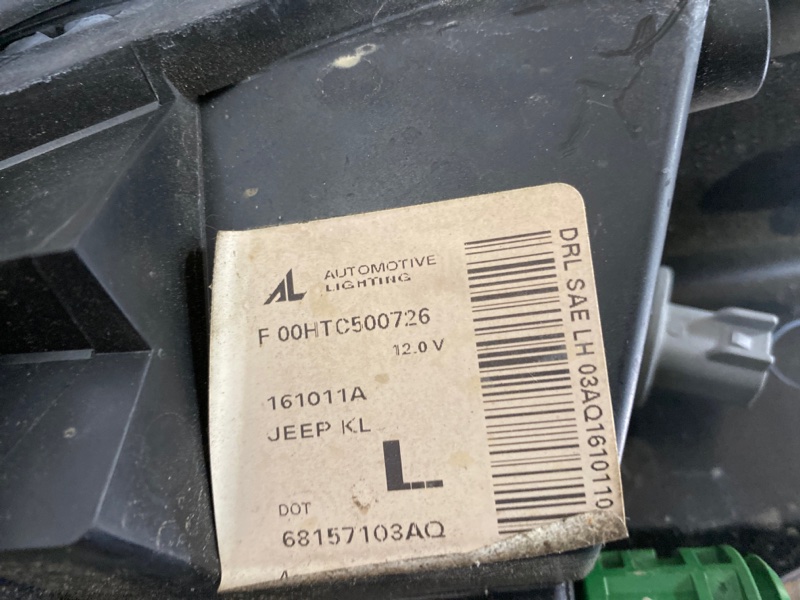 AL AUTOMOTIVE
LIGHTING
F 00HTC500726
12.0 V
161011A
JEEP KL
L
DOT
68157103AQ
A
DRL SAE LH 03AQ1610110